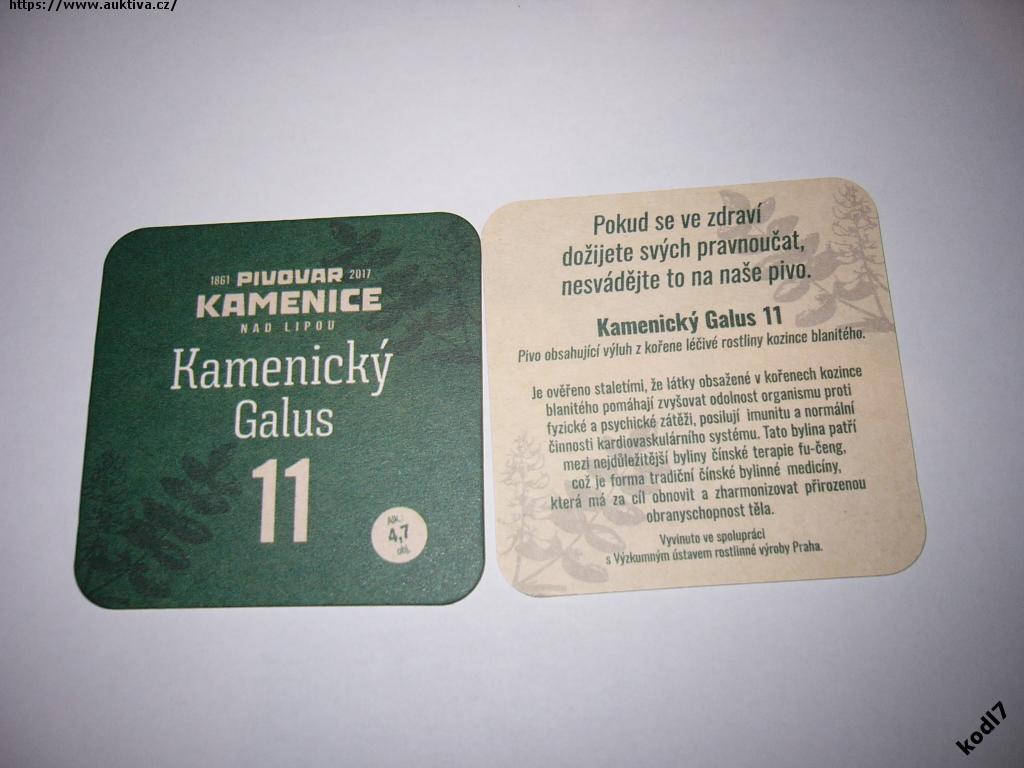 https://www.auktiva.cz/
1861 PIVOVAR 2017
KAMENICE
NAD LIPOU
Kamenický
Galus
11
Alk.:
4,7
obj.
Pokud se ve zdraví
dožijete svých pravnoučat,
nesvádějte to na naše pivo.
Kamenický Galus 11
Pivo obsahující výluh z kořene léčivé rostliny kozince blanitého.
Je ověřeno staletími, že látky obsažené v kořenech kozince
blanitého pomáhají zvyšovat odolnost organismu proti
fyzické a psychické zátěži, posilují imunitu a normální
činnosti kardiovaskulárního systému. Tato bylina patří
mezi nejdůležitější byliny čínské terapie fu-čeng,
což je forma tradiční čínské bylinné medicíny,
která má za cíl obnovit a zharmonizovat přirozenou
obranyschopnost těla.
Vyvinuto ve spolupráci
s Výzkumným ústavem rostlinné výroby Praha.
kodl7